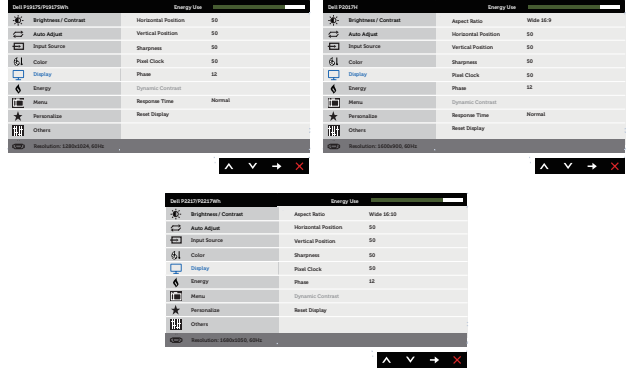 Dell P1917S/P1917SWh Energy Use
Brightness / Contrast Horizontal Position 50
Auto Adjust Vertical Position 50
Input Source Sharpness 50
Color Pixel Clock 50
Display Phase 12
Energy Dynamic Contrast
Menu Response Time Normal
Personalize Reset Display
Others
Resolution: 1280x1024, 60Hz
Dell P2017H Energy Use
Brightness / Contrast Aspect Ratio Wide 16:9
Auto Adjust Horizontal Position 50
Input Source Vertical Position 50
Color Sharpness 50
Display Pixel Clock 50
Energy Phase 12
Menu Dynamic Contrast
Personalize Response Time Normal
Others Reset Display
Resolution: 1600x900, 60Hz
Dell P2217/P2217Wh Energy Use
Brightness / Contrast Aspect Ratio Wide 16:10
Auto Adjust Horizontal Position 50
Input Source Vertical Position 50
Color Sharpness 50
Display Pixel Clock 50
Energy Phase 12
Menu Dynamic Contrast
Personalize Reset Display
Others
Resolution: 1680x1050, 60Hz